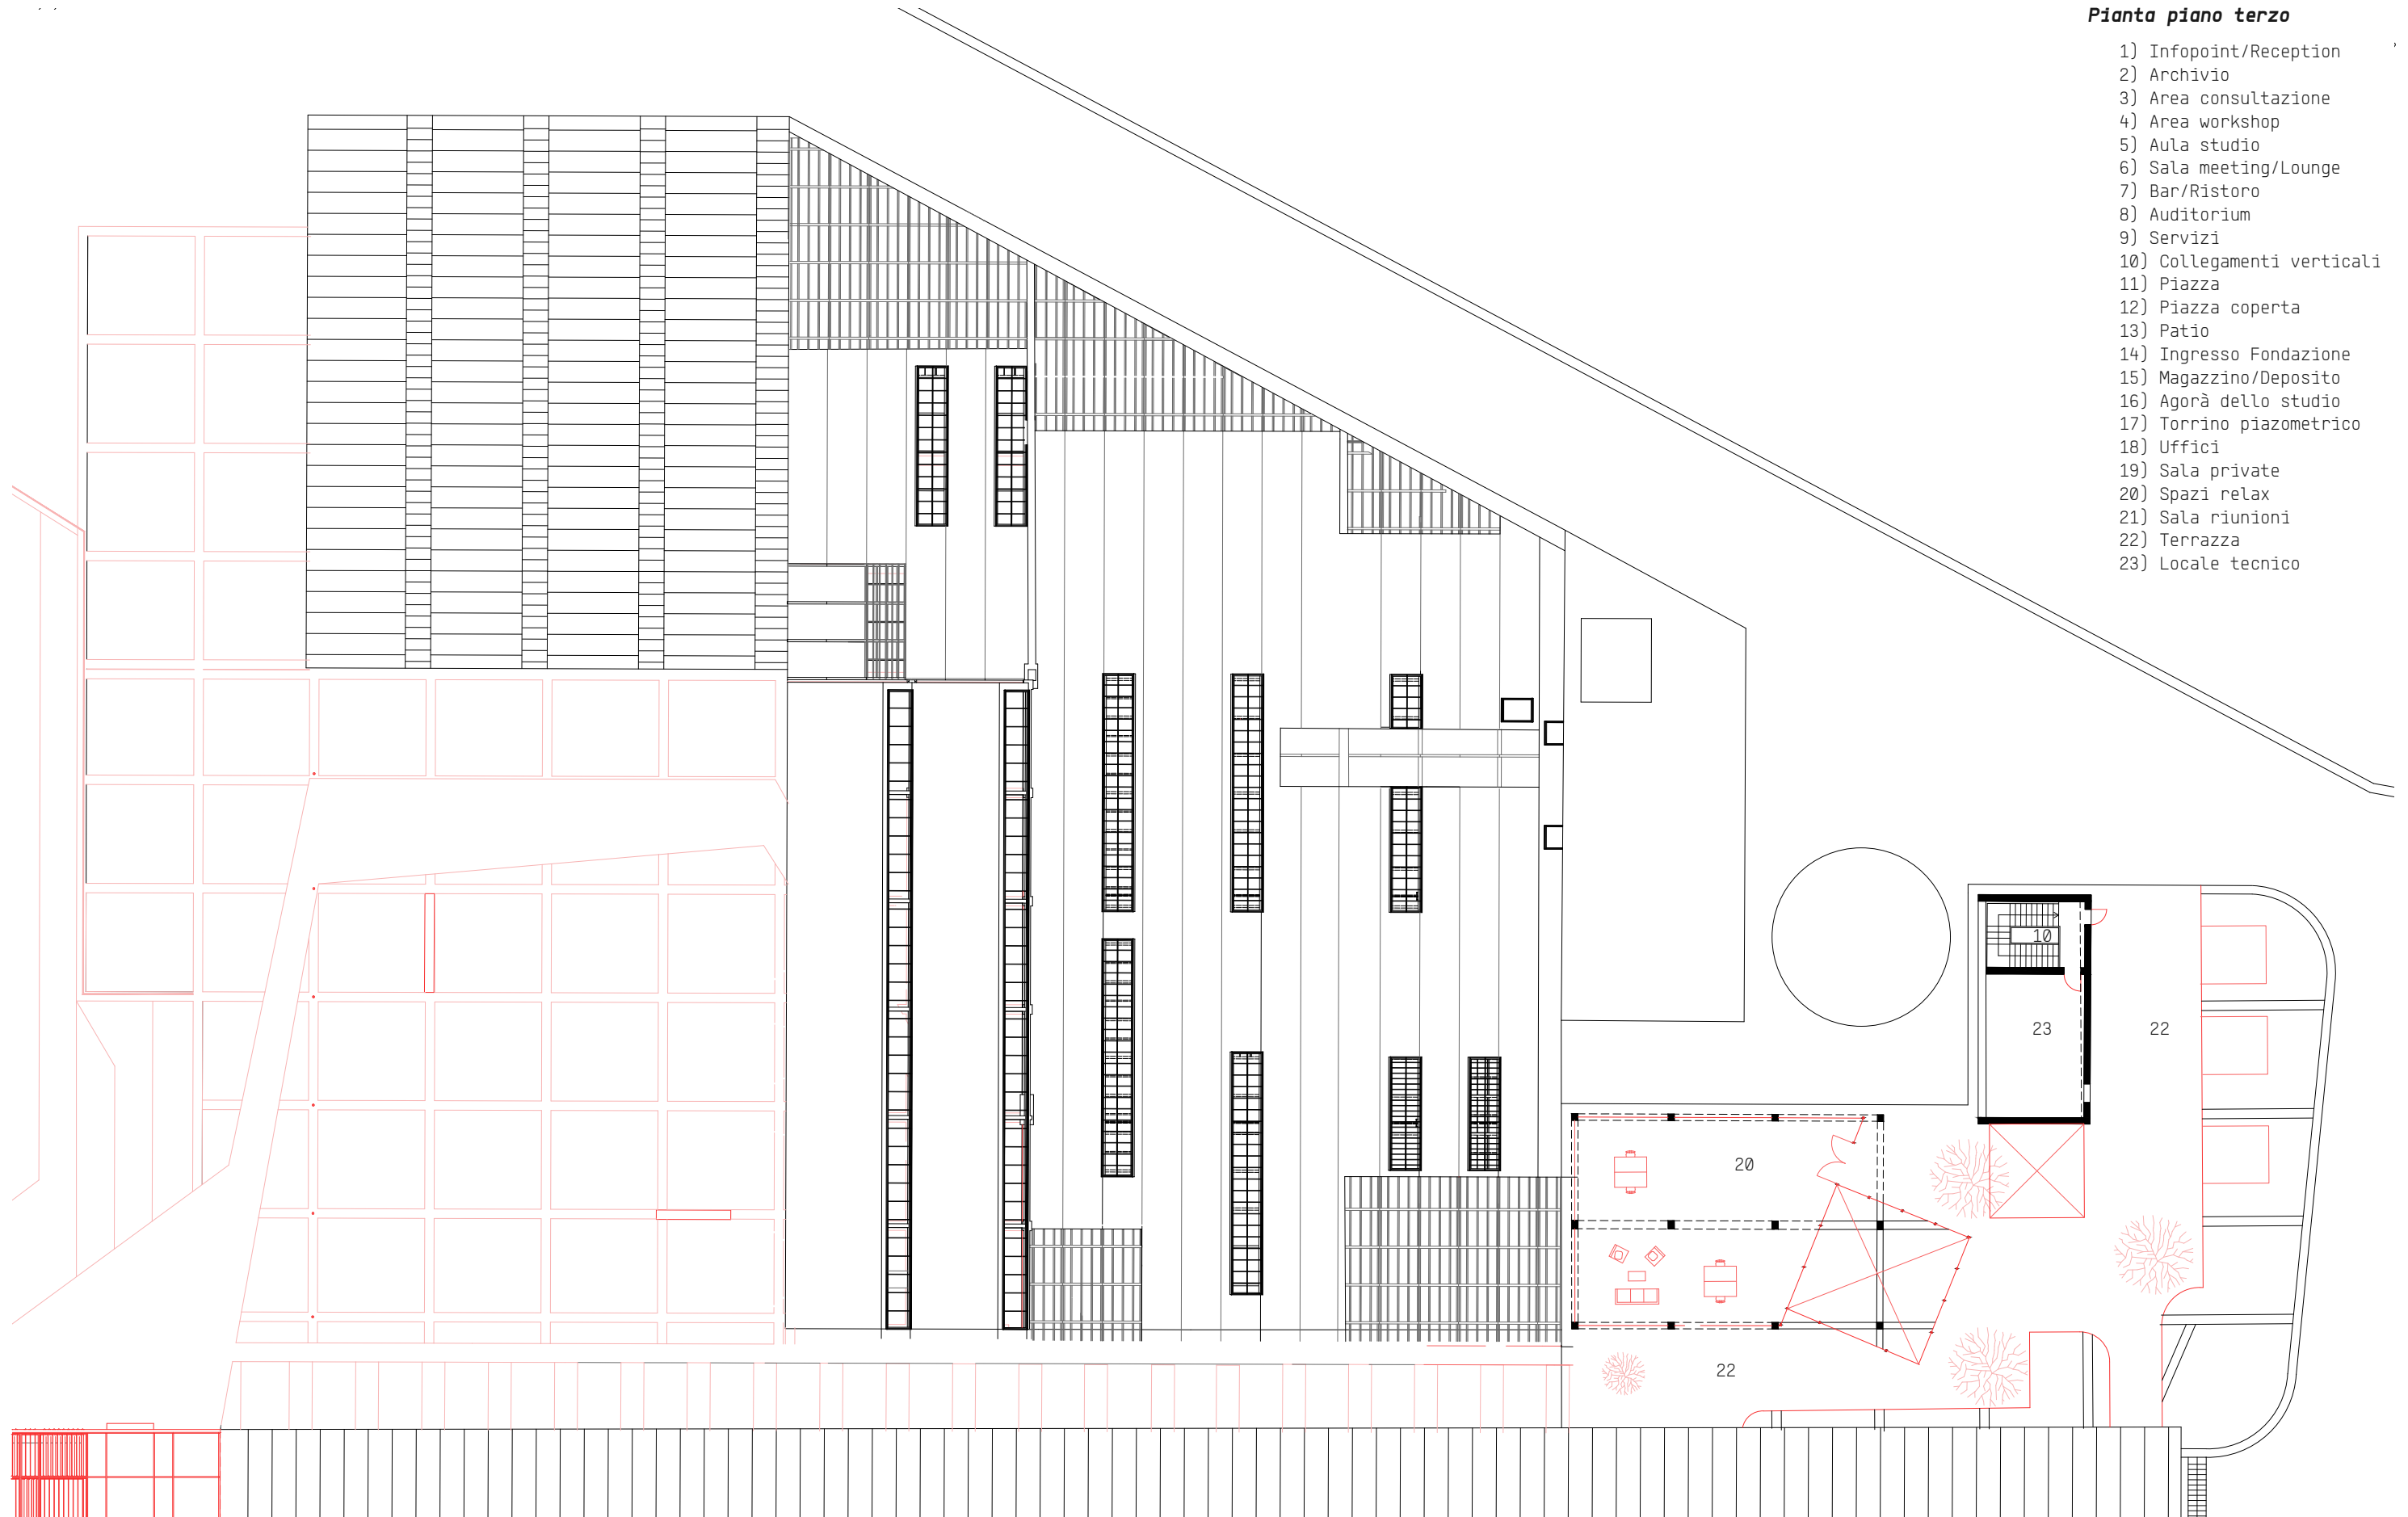 Pianta piano terzo
1) Infopoint/Reception
2) Archivio
3) Area consultazione
4) Area workshop
5) Aula studio
6) Sala meeting/Lounge
7) Bar/Ristoro
8) Auditorium
9) Servizi
10) Collegamenti verticali
11) Piazza
12) Piazza coperta
13) Patio
14) Ingresso Fondazione
15) Magazzino/Deposito
16) Agorà dello studio
17) Torrino piazometrico
18) Uffici
19) Sala private
20) Spazi relax
21) Sala riunioni
22) Terrazza
23) Locale tecnico
10
23
22
20
22